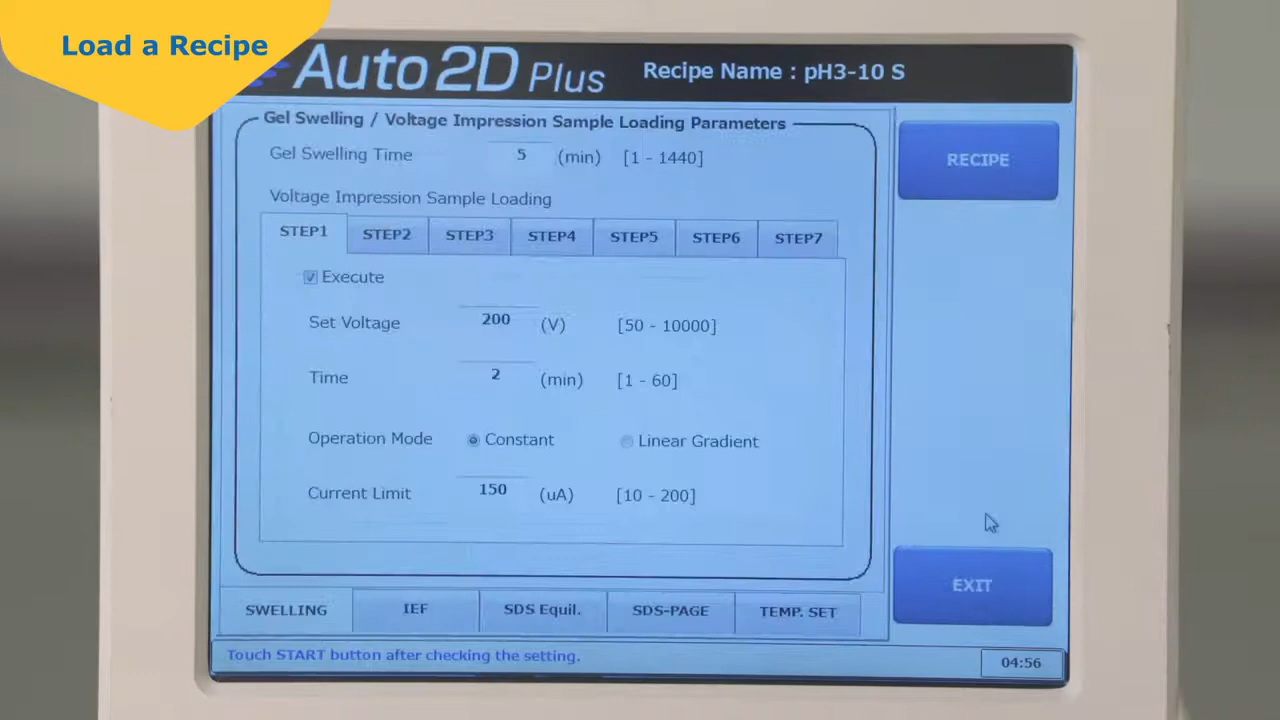 Load a Recipe
Auto 2D Plus
Recipe Name : pH3-10 S
Gel Swelling / Voltage Impression Sample Loading Parameters
Gel Swelling Time 5 (min) [1 - 1440]
RECIPE
Voltage Impression Sample Loading
STEP1 STEP2 STEP3 STEP4 STEP5 STEP6 STEP7
Execute
Set Voltage 200 (V) [50 - 10000]
Time 2 (min) [1 - 60]
Operation Mode Constant Linear Gradient
Current Limit 150 (uA) [10 - 200]
EXIT
SWELLING IEF SDS Equil. SDS-PAGE TEMP. SET
Touch START button after checking the setting.
04:56